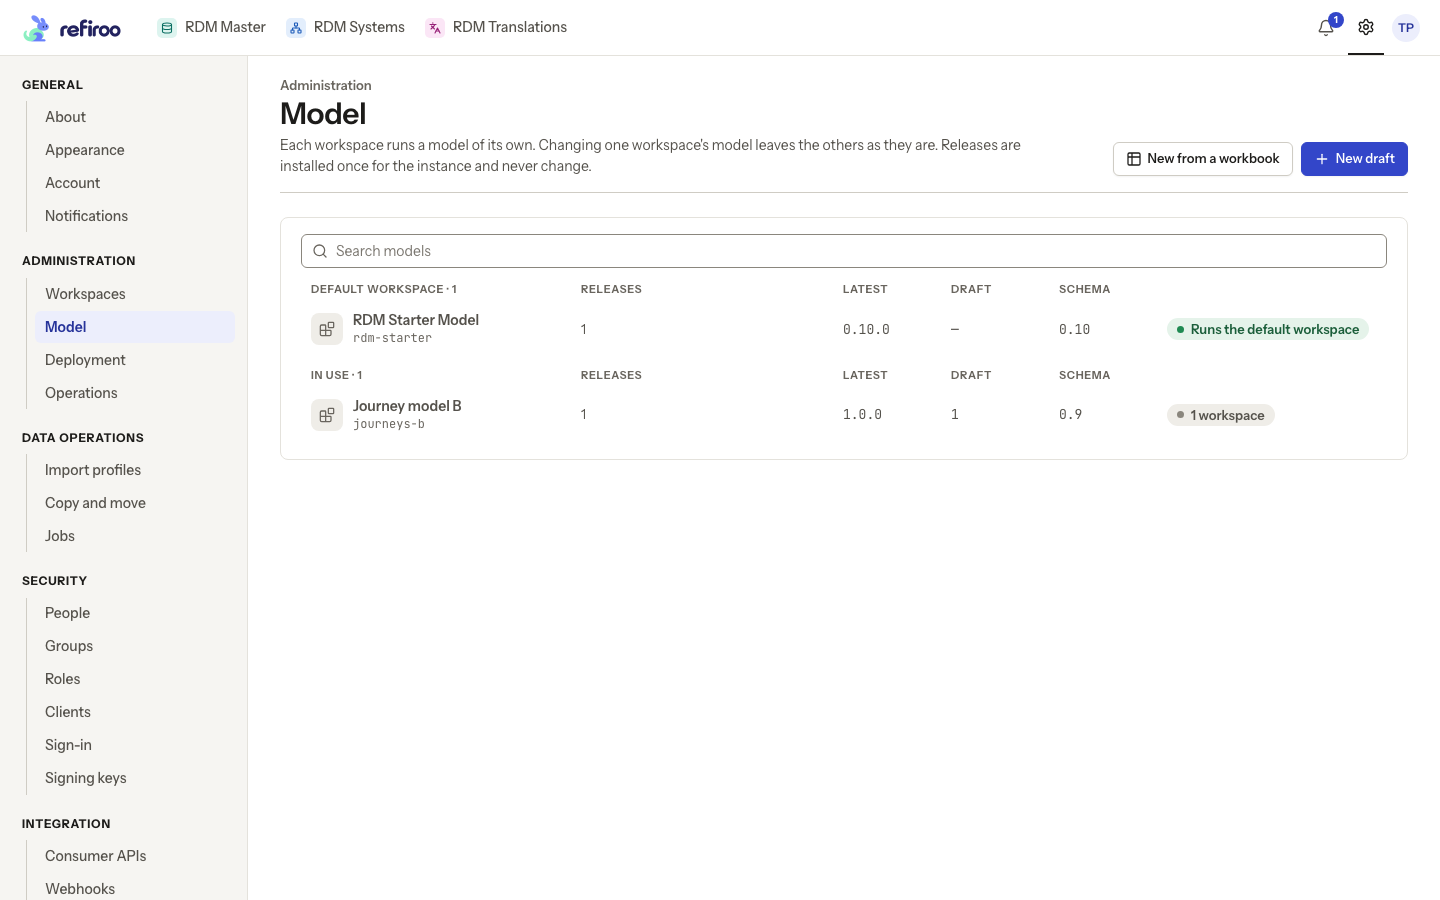 refiroo
RDM Master
RDM Systems
RDM Translations
1
TP
GENERAL
About
Appearance
Account
Notifications
ADMINISTRATION
Workspaces
Model
Deployment
Operations
DATA OPERATIONS
Import profiles
Copy and move
Jobs
SECURITY
People
Groups
Roles
Clients
Sign-in
Signing keys
INTEGRATION
Consumer APIs
Webhooks
Administration
Model
Each workspace runs a model of its own. Changing one workspace's model leaves the others as they are. Releases are
installed once for the instance and never change.
New from a workbook
New draft
Search models
DEFAULT WORKSPACE · 1 RELEASES LATEST DRAFT SCHEMA
RDM Starter Model
rdm-starter
1 0.10.0 — 0.10 Runs the default workspace
IN USE · 1 RELEASES LATEST DRAFT SCHEMA
Journey model B
journeys-b
1 1.0.0 1 0.9 1 workspace